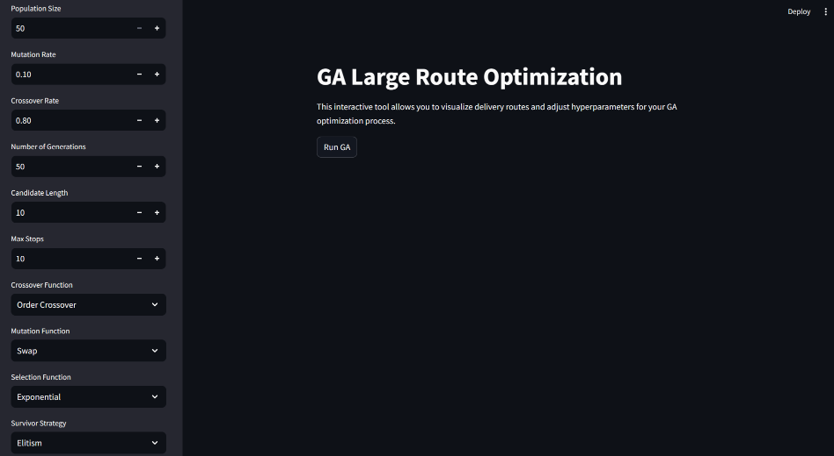 Population Size
50
Mutation Rate
0.10
Crossover Rate
0.80
Number of Generations
50
Candidate Length
10
Max Stops
10
Crossover Function
Order Crossover
Mutation Function
Swap
Selection Function
Exponential
Survivor Strategy
Elitism
Deploy
GA Large Route Optimization
This interactive tool allows you to visualize delivery routes and adjust hyperparameters for your GA
optimization process.
Run GA